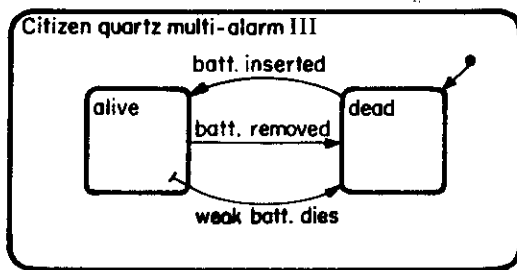 Citizen quartz multi-alarm III
batt. inserted
alive
dead
batt. removed
weak batt. dies